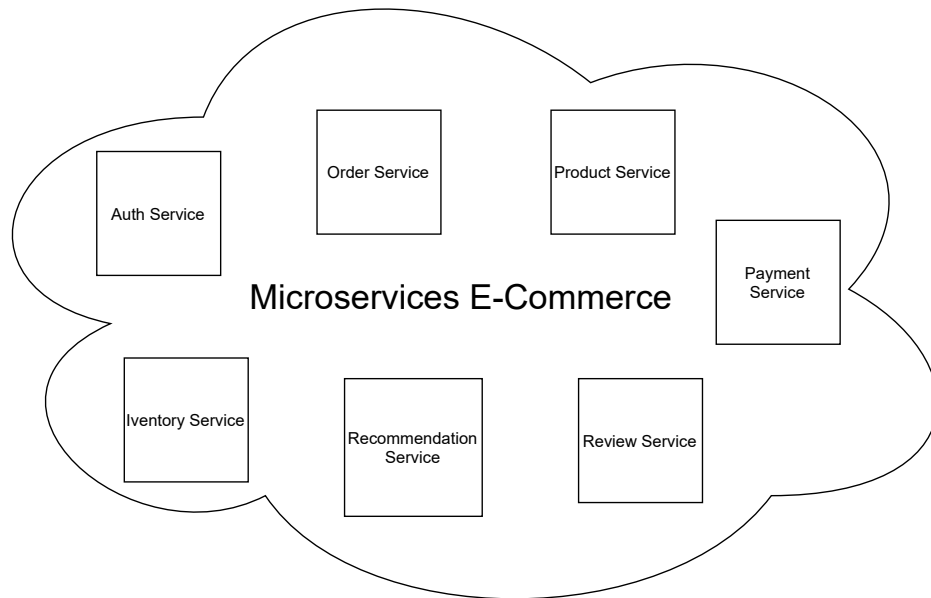 Order Service
Product Service
Auth Service
Payment
Service
Microservices E-Commerce
Iventory Service
Recommendation
Service
Review Service